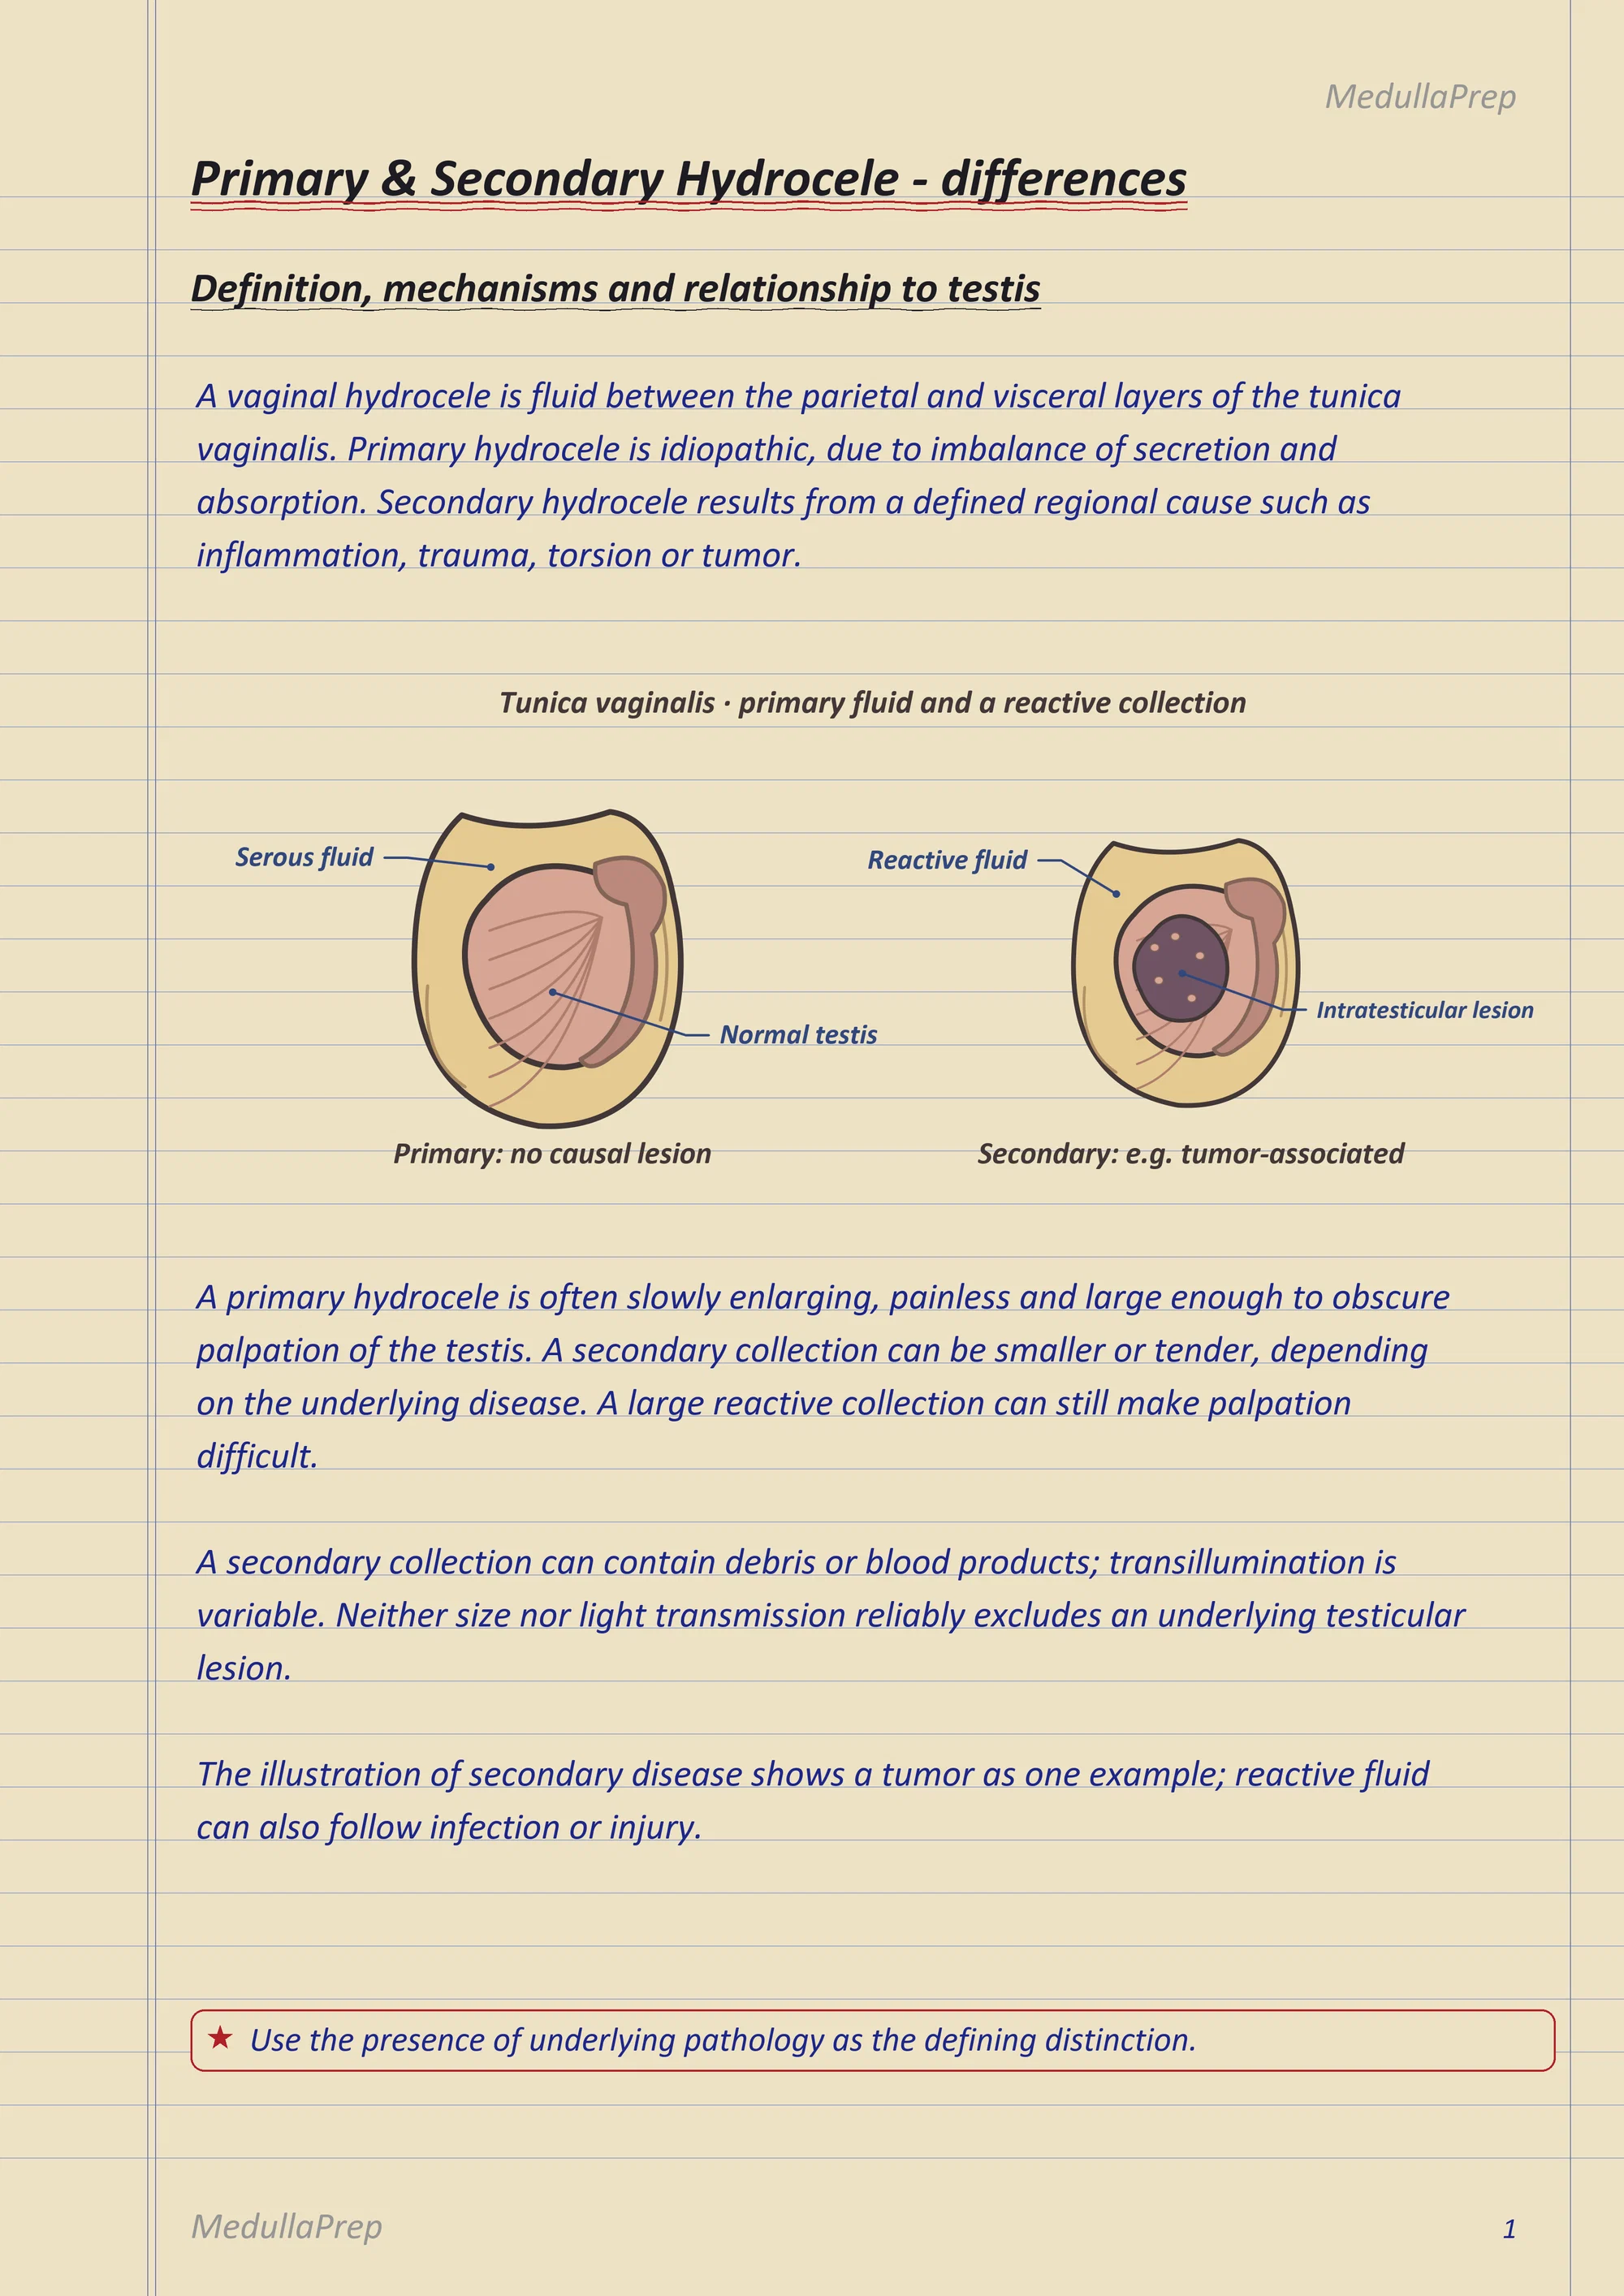 MedullaPrep
Primary & Secondary Hydrocele - differences
Definition, mechanisms and relationship to testis
A vaginal hydrocele is fluid between the parietal and visceral layers of the tunica
vaginalis. Primary hydrocele is idiopathic, due to imbalance of secretion and
absorption. Secondary hydrocele results from a defined regional cause such as
inflammation, trauma, torsion or tumor.
Tunica vaginalis · primary fluid and a reactive collection
Serous fluid
Reactive fluid
Intratesticular lesion
Normal testis
Primary: no causal lesion
Secondary: e.g. tumor-associated
A primary hydrocele is often slowly enlarging, painless and large enough to obscure
palpation of the testis. A secondary collection can be smaller or tender, depending
on the underlying disease. A large reactive collection can still make palpation
difficult.
A secondary collection can contain debris or blood products; transillumination is
variable. Neither size nor light transmission reliably excludes an underlying testicular
lesion.
The illustration of secondary disease shows a tumor as one example; reactive fluid
can also follow infection or injury.
★ Use the presence of underlying pathology as the defining distinction.
MedullaPrep
1